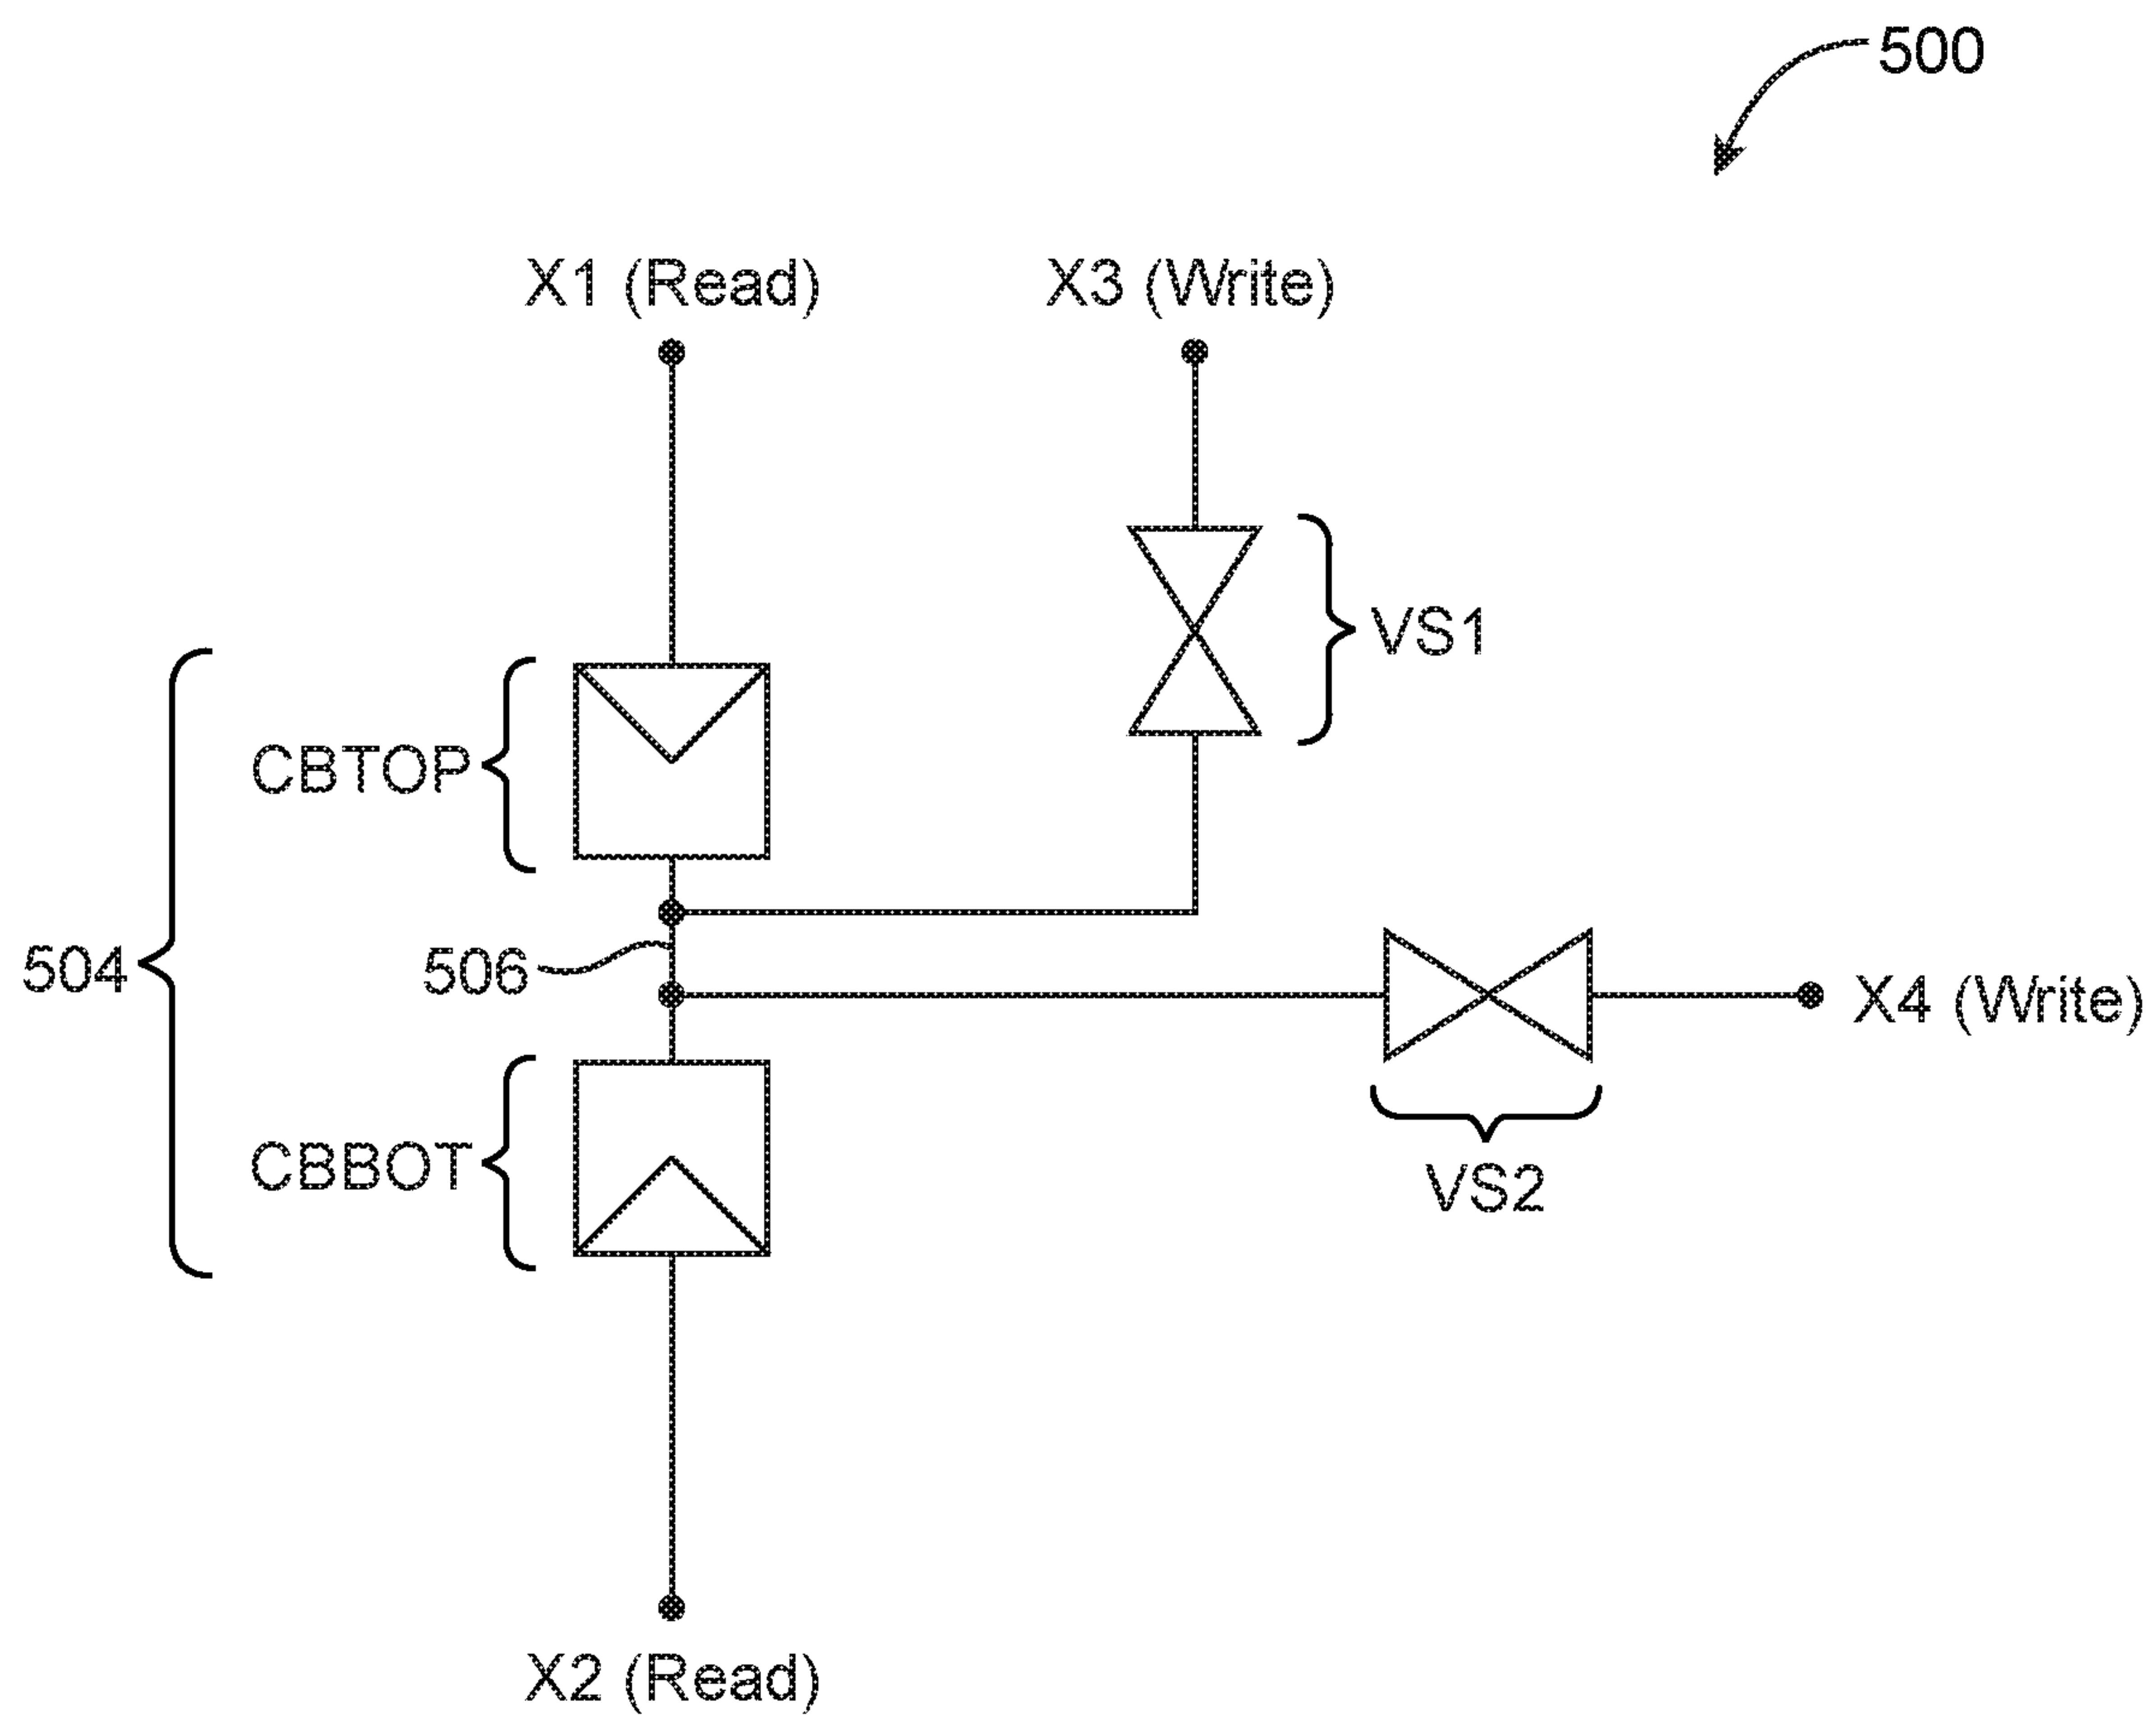 500
X1 (Read)
X3 (Write)
VS1
CBTOP
504
506
X4 (Write)
CBBOT
VS2
X2 (Read)